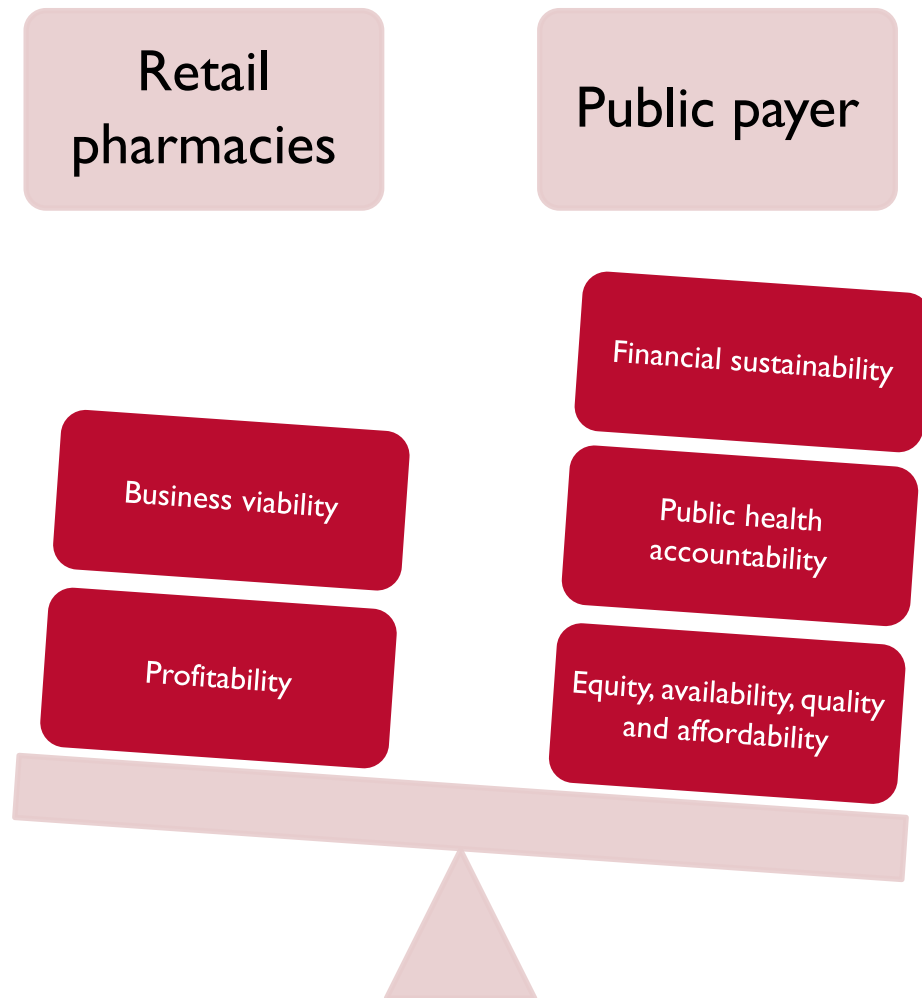 Retail
pharmacies
Public payer
Business viability
Profitability
Financial sustainability
Public health
accountability
Equity, availability, quality
and affordability